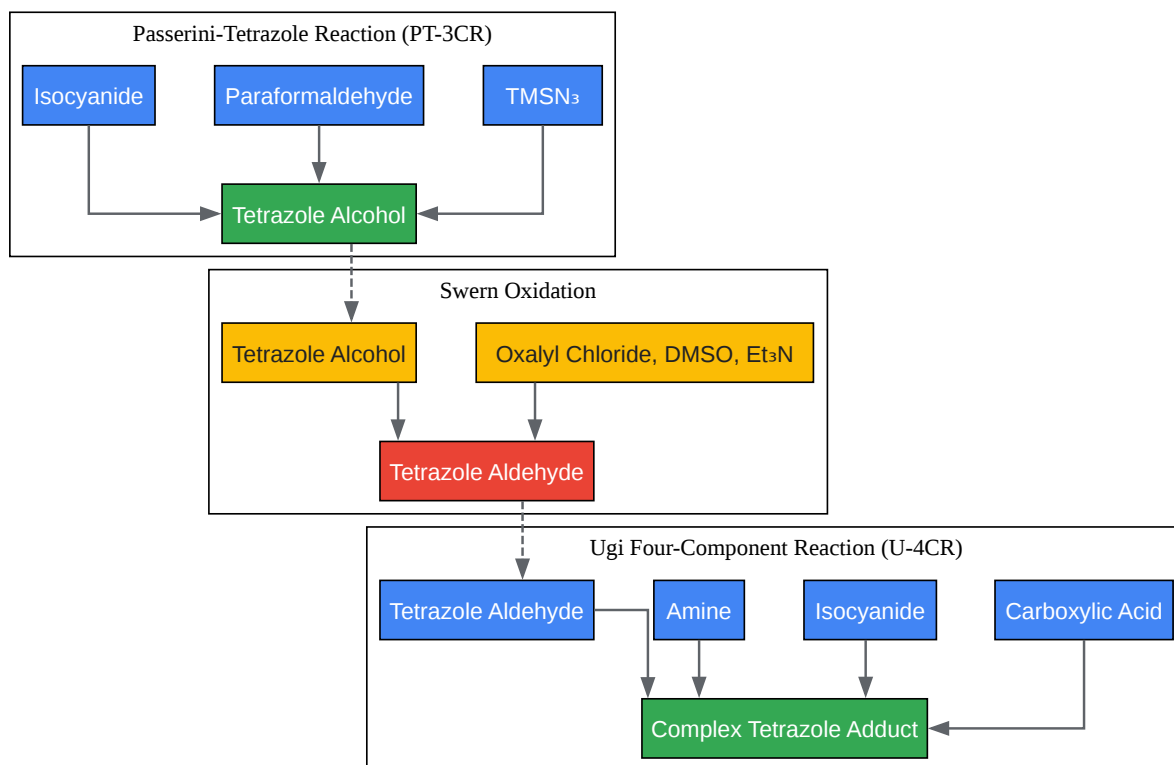 Passerini-Tetrazole Reaction (PT-3CR)
Isocyanide
Paraformaldehyde
TMSN₃
Tetrazole Alcohol
Swern Oxidation
Tetrazole Alcohol
Oxalyl Chloride, DMSO, Et₃N
Tetrazole Aldehyde
Ugi Four-Component Reaction (U-4CR)
Tetrazole Aldehyde
Amine
Isocyanide
Carboxylic Acid
Complex Tetrazole Adduct